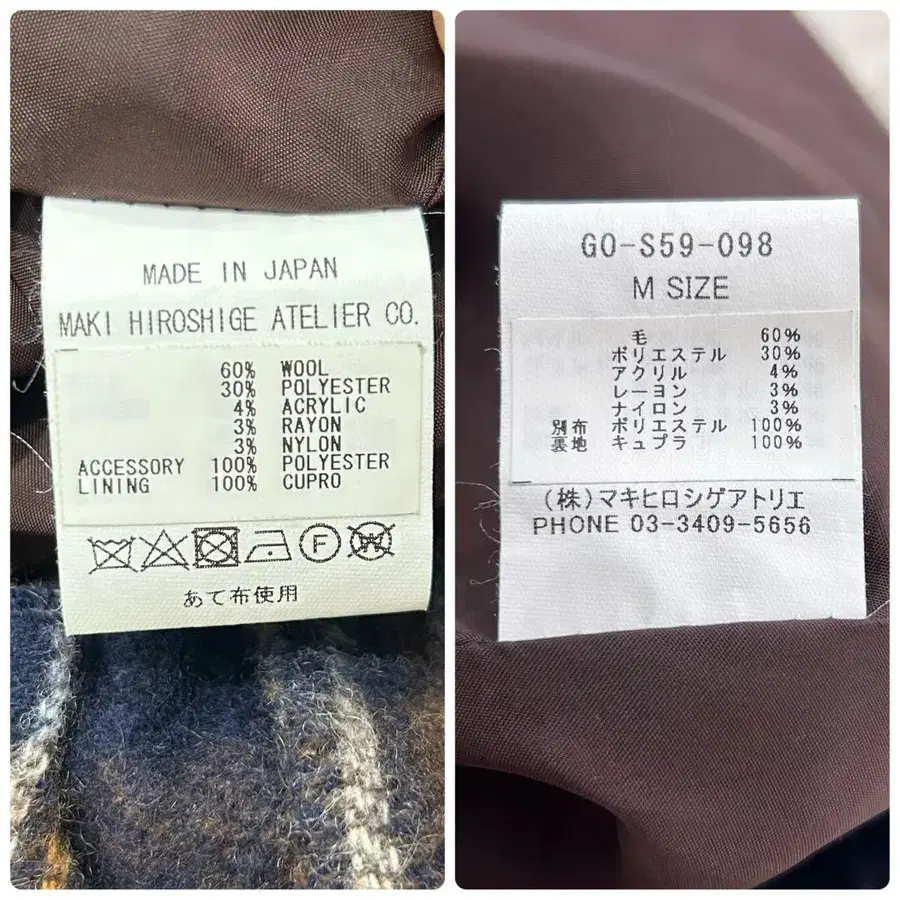 MADE IN JAPAN
MAKI HIROSHIGE ATELIER CO.
60% WOOL
30% POLYESTER
4% ACRYLIC
3% RAYON
3% NYLON
ACCESSORY 100% POLYESTER
LINING 100% CUPRO
F W
あて布使用
GO-S59-098
M SIZE
毛 60%
ポリエステル 30%
アクリル 4%
レーヨン 3%
ナイロン 3%
別布 ポリエステル 100%
裏地 キュプラ 100%
(株)マキヒロシゲアトリエ
PHONE 03-3409-5656